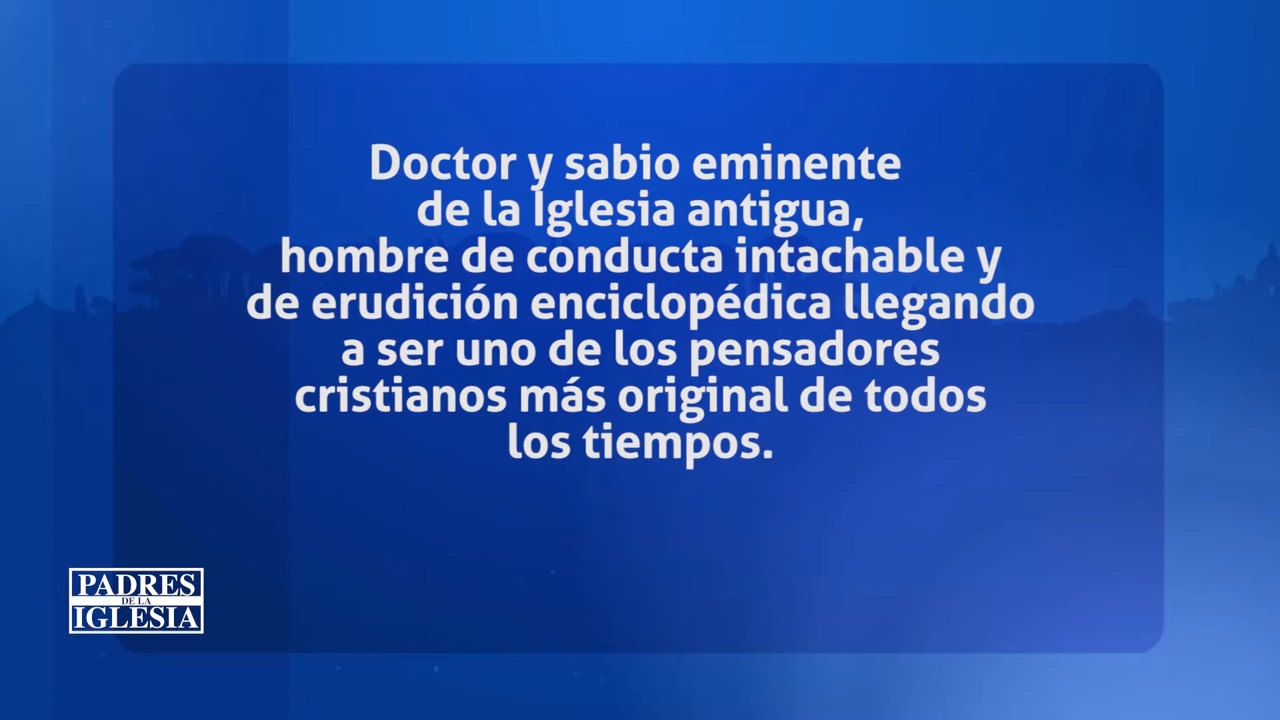 Doctor y sabio eminente
de la Iglesia antigua,
hombre de conducta intachable y
de erudición enciclopédica llegando
a ser uno de los pensadores
cristianos más original de todos
los tiempos.
PADRES
DE LA
IGLESIA